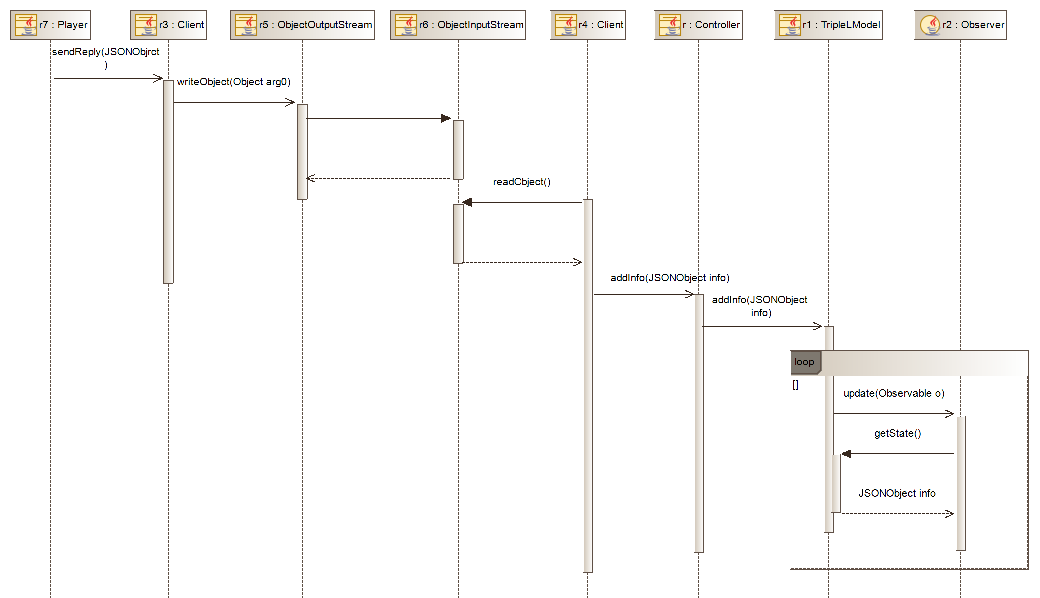 r7 : Player
r3 : Client
r5 : ObjectOutputStream
r6 : ObjectInputStream
r4 : Client
r : Controller
r1 : TripleLModel
r2 : Observer
sendReply(JSONObjrct
)
writeObject(Object arg0)
readCbject()
addInfo(JSONObject info)
addInfo(JSONObject
info)
loop
[]
update(Observable o)
getState()
JSONObject info